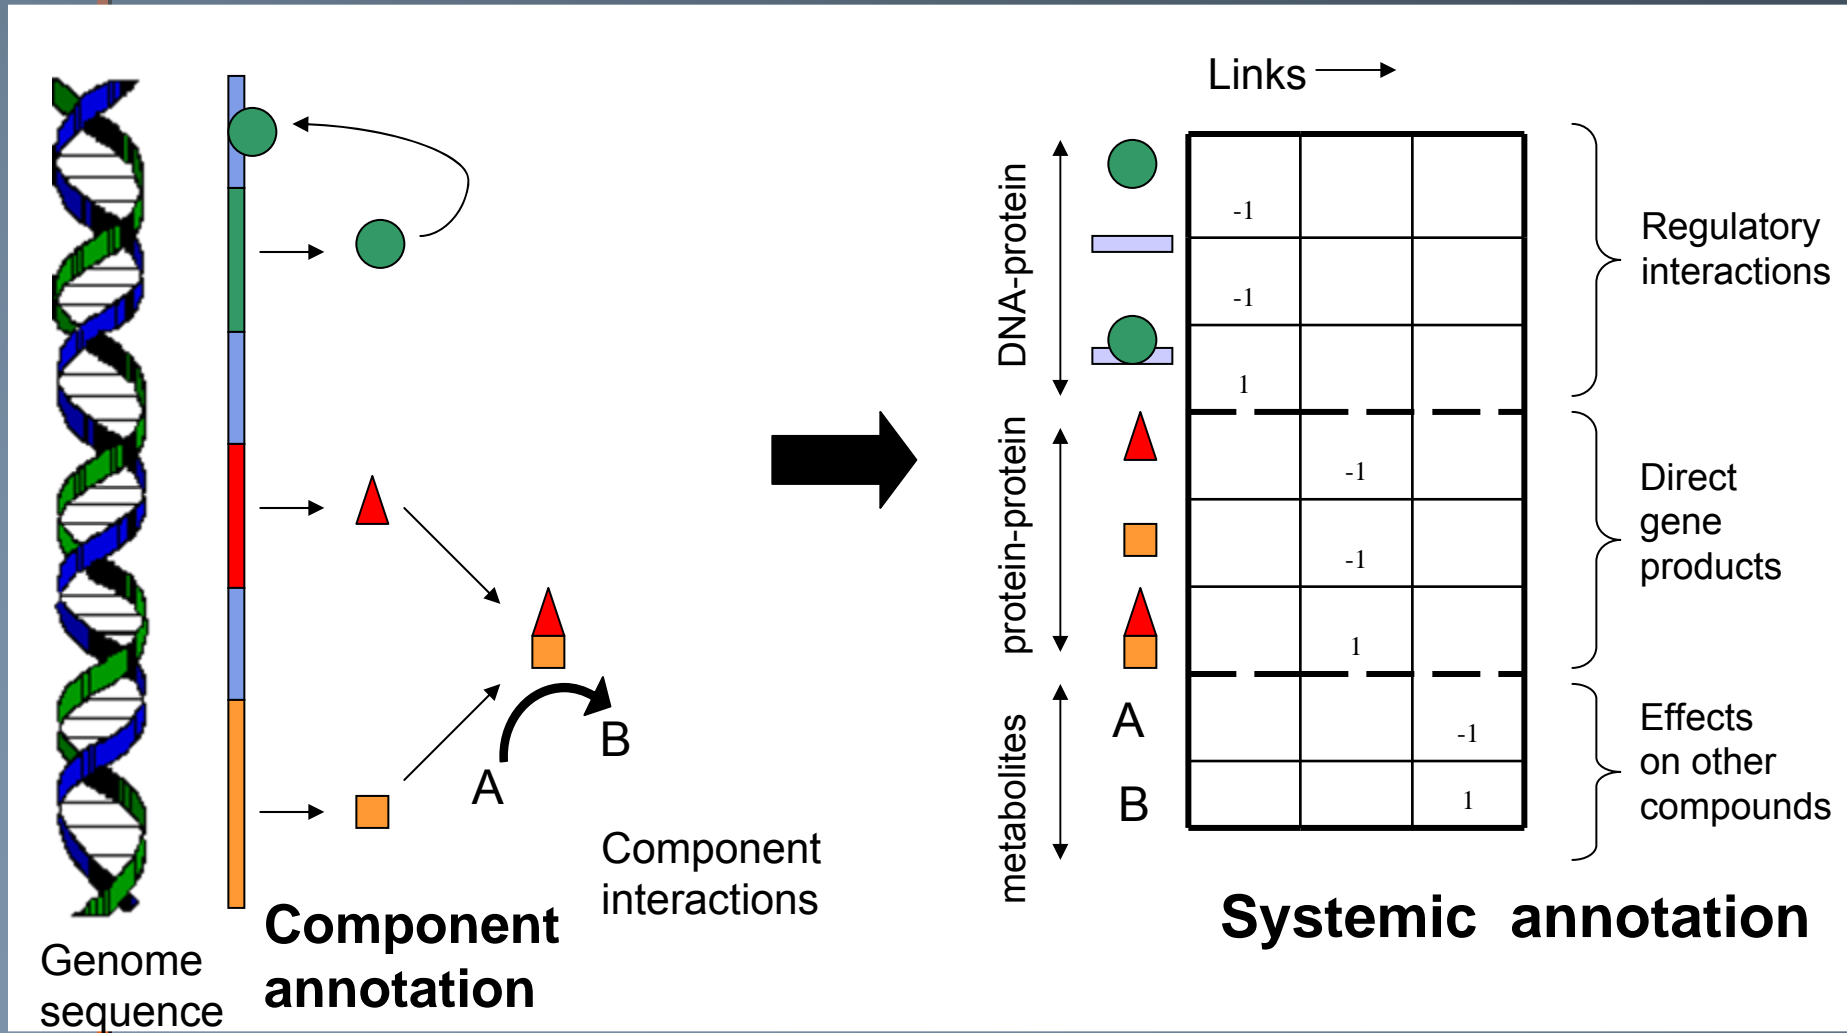 Links
DNA-protein
-1
-1
1
Regulatory
interactions
protein-protein
-1
-1
1
Direct
gene
products
metabolites
A
B
-1
1
Effects
on other
compounds
B
A
Component
interactions
Component
annotation
Genome
sequence
Systemic annotation